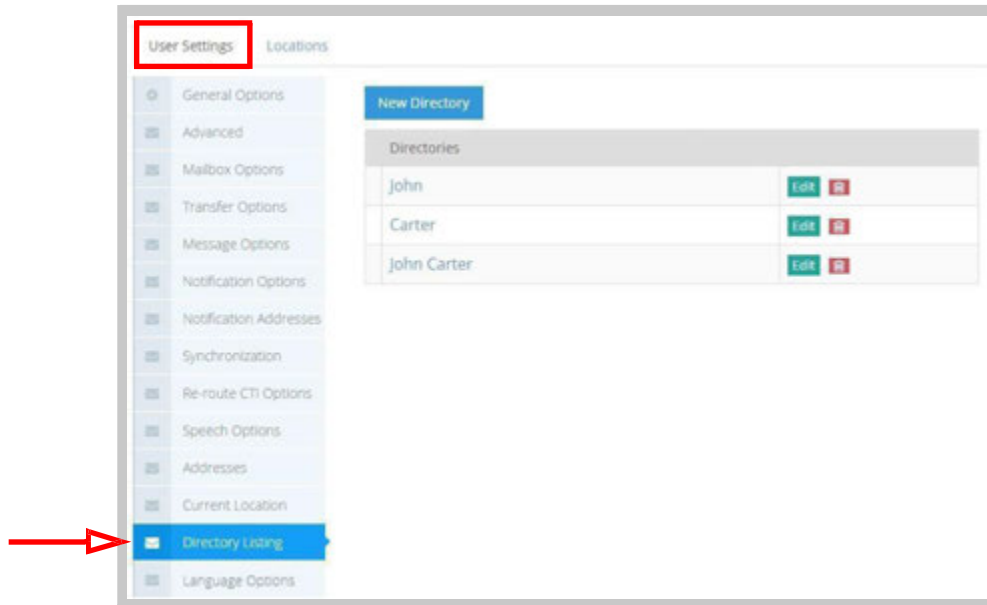 User Settings Locations
General Options
Advanced
Mailbox Options
Transfer Options
Message Options
Notification Options
Notification Addresses
Synchronization
Re-route CTI Options
Speech Options
Addresses
Current Location
Directory Listing
Language Options
New Directory
Directories
John Edit
Carter Edit
John Carter Edit